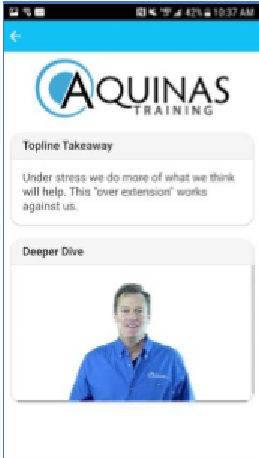 42% 10:37 AM
AQUINAS
TRAINING
Topline Takeaway
Under stress we do more of what we think
will help. This "over extension" works
against us.
Deeper Dive